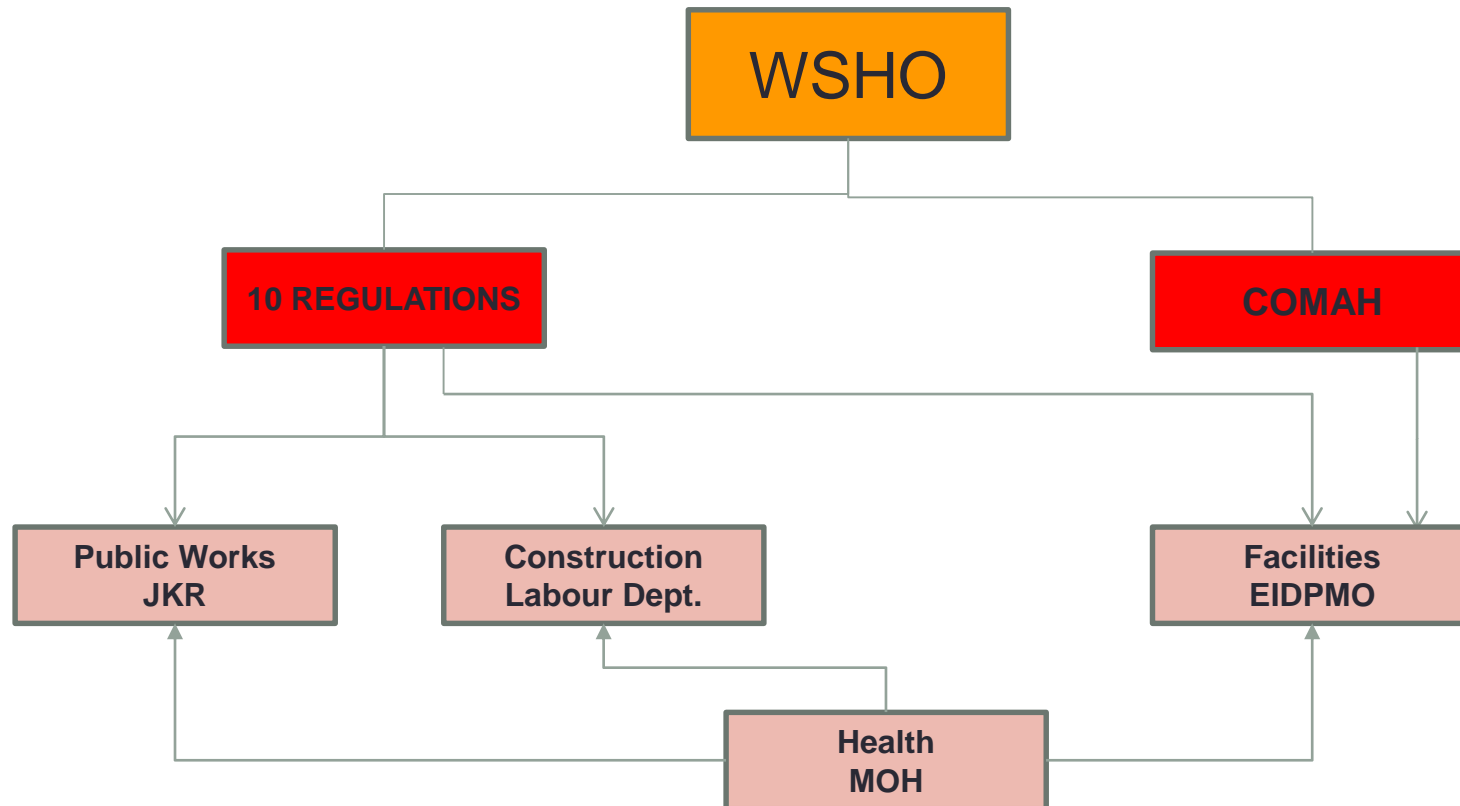 WSHO
10 REGULATIONS
COMAH
Public Works
JKR
Construction
Labour Dept.
Facilities
EIDPMO
Health
MOH